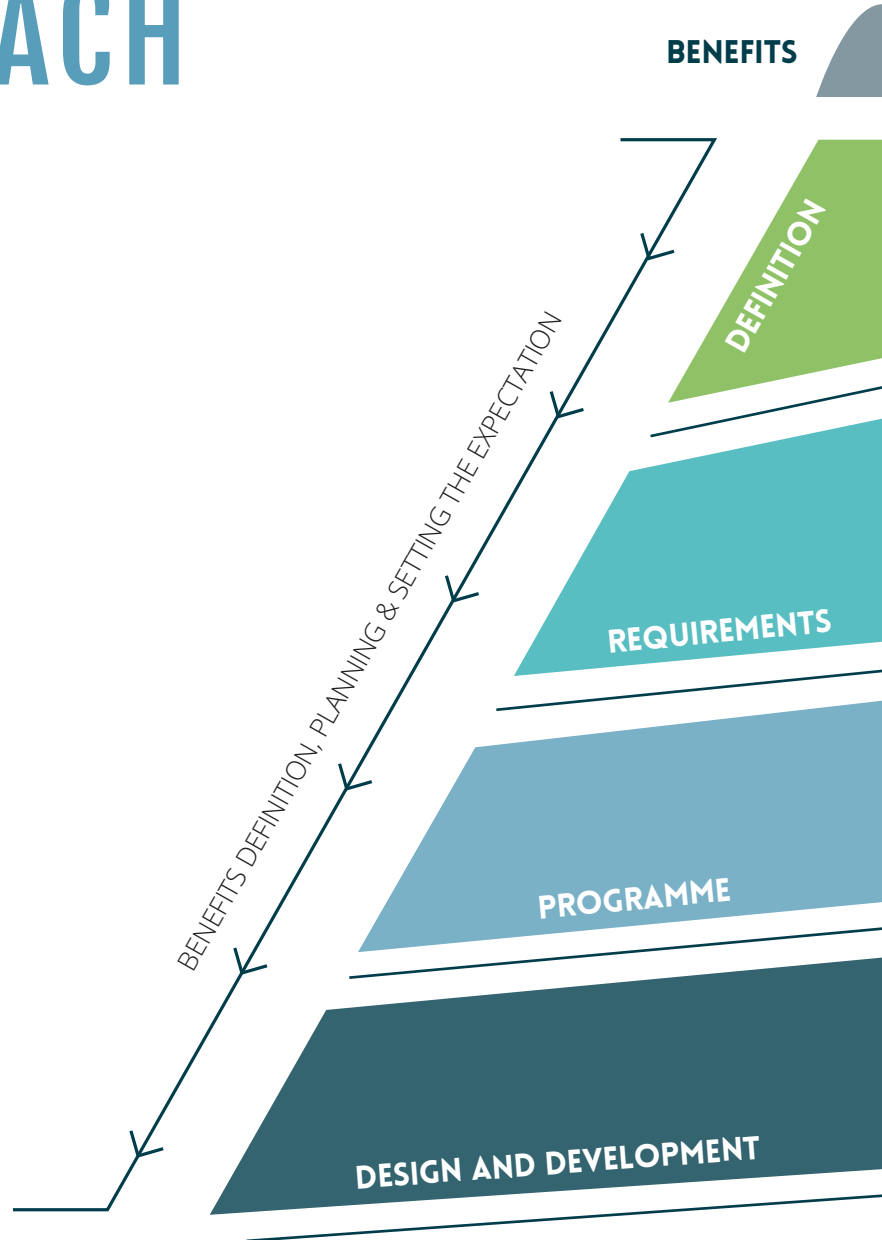 ACH
BENEFITS
DEFINITION
BENEFITS DEFINITION, PLANNING & SETTING THE EXPECTATION
REQUIREMENTS
PROGRAMME
DESIGN AND DEVELOPMENT